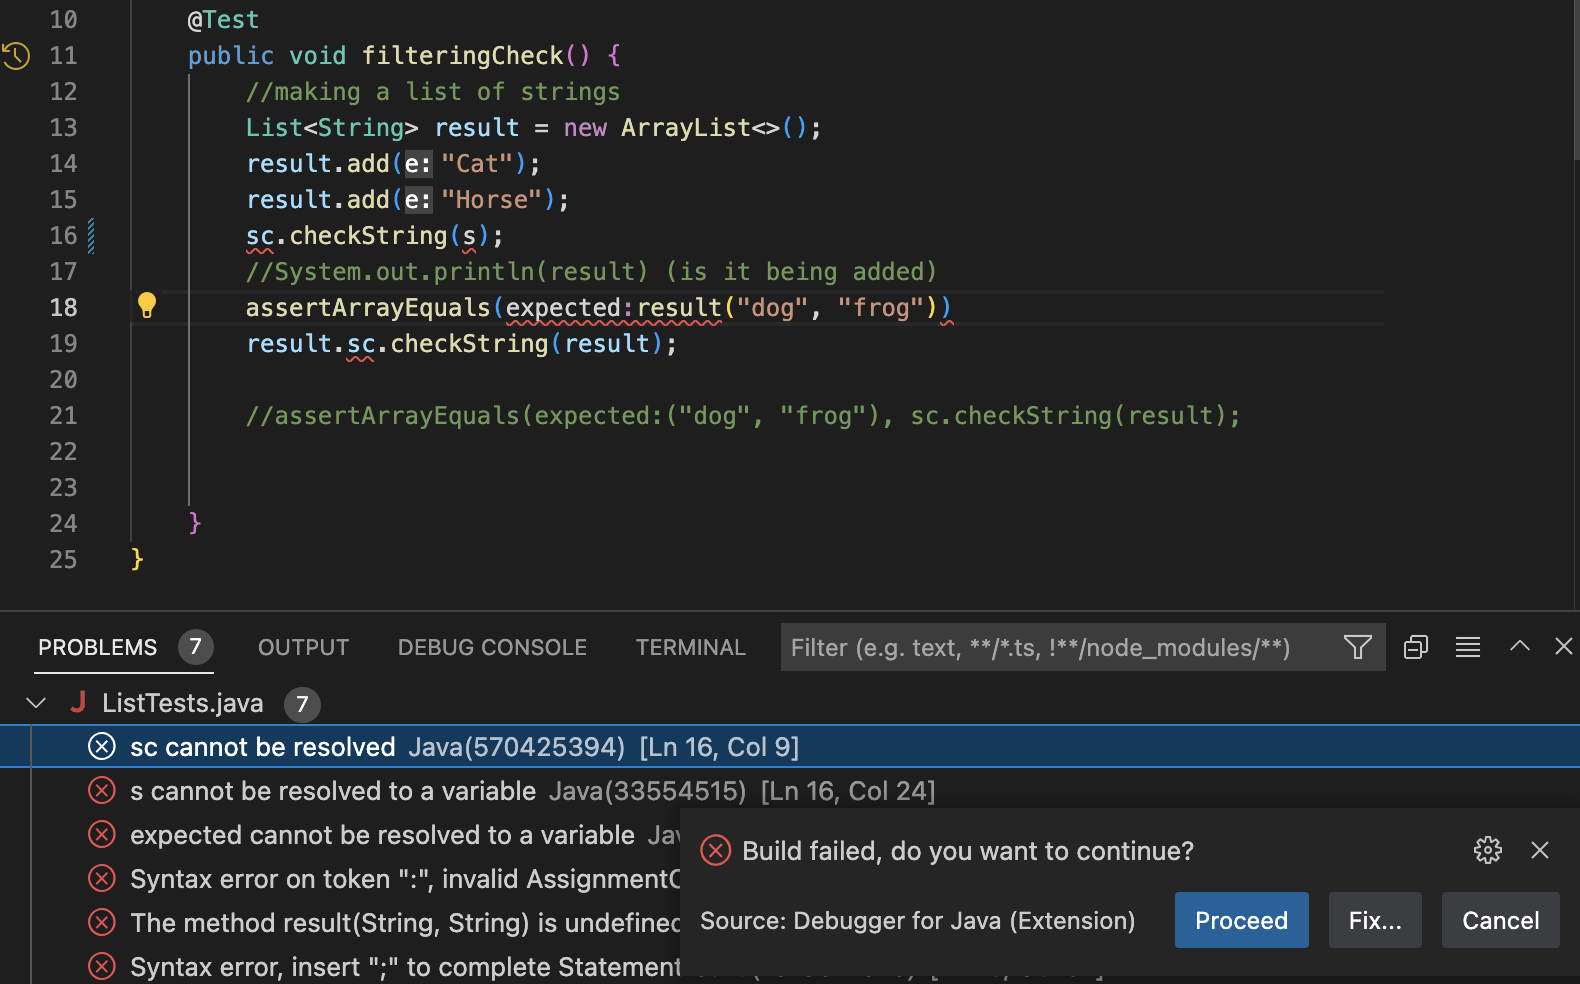 10 @Test
11 public void filteringCheck() {
12 //making a list of strings
13 List<String> result = new ArrayList<>();
14 result.add(e: "Cat");
15 result.add(e: "Horse");
16 sc.checkString(s);
17 //System.out.println(result) (is it being added)
18 assertArrayEquals(expected:result("dog", "frog"))
19 result.sc.checkString(result);
20
21 //assertArrayEquals(expected:("dog", "frog"), sc.checkString(result);
22
23
24 }
25 }
PROBLEMS 7 OUTPUT DEBUG CONSOLE TERMINAL Filter (e.g. text, **/*.ts, !**/node_modules/**)
J ListTests.java 7
sc cannot be resolved Java(570425394) [Ln 16, Col 9]
s cannot be resolved to a variable Java(33554515) [Ln 16, Col 24]
expected cannot be resolved to a variable
Syntax error on token ":", invalid
The method result(String, String) is undefined
Syntax error, insert ";" to complete Statement
Build failed, do you want to continue?
Source: Debugger for Java (Extension) Proceed Fix... Cancel